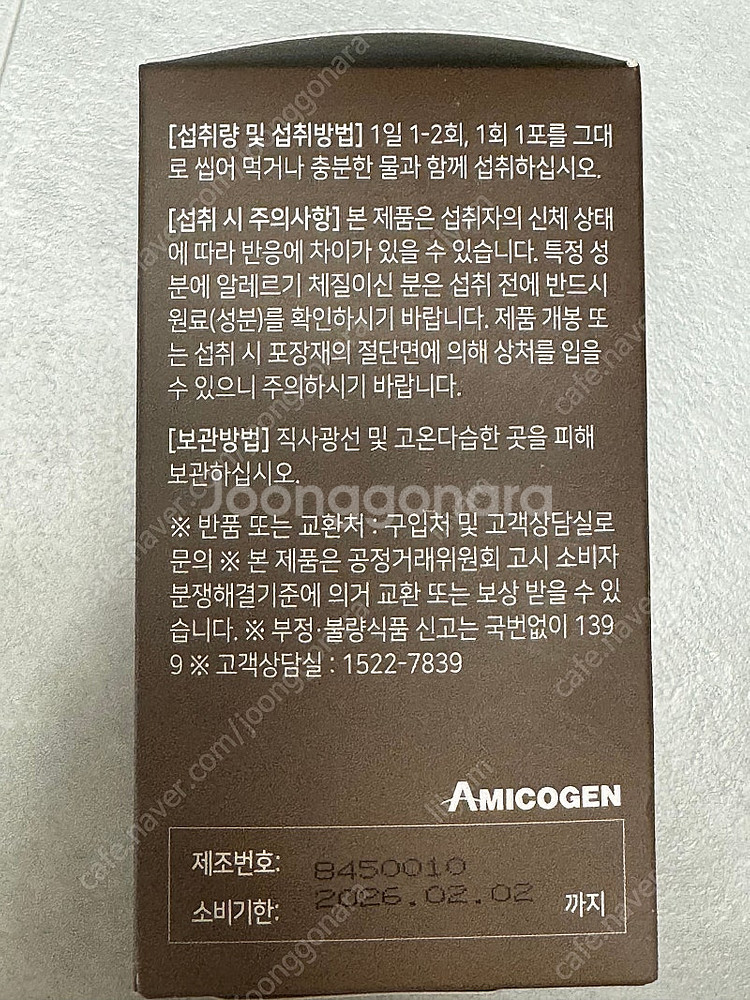 [섭취량 및 섭취방법] 1일 1-2회, 1회 1포를 그대
로 씹어 먹거나 충분한 물과 함께 섭취하십시오.
[섭취 시 주의사항] 본 제품은 섭취자의 신체 상태
에 따라 반응에 차이가 있을 수 있습니다. 특정 성
분에 알레르기 체질이신 분은 섭취 전에 반드시
원료(성분)를 확인하시기 바랍니다. 제품 개봉 또
는 섭취 시 포장재의 절단면에 의해 상처를 입을
수 있으니 주의하시기 바랍니다.
[보관방법] 직사광선 및 고온다습한 곳을 피해
보관하십시오.
Joonggonara
※ 반품 또는 교환처 : 구입처 및 고객상담실로
문의 ※ 본 제품은 공정거래위원회 고시 소비자
분쟁해결기준에 의거 교환 또는 보상 받을 수 있
습니다. ※ 부정·불량식품 신고는 국번없이 139
9 ※ 고객상담실 : 1522-7839
AMICOGEN
제조번호: 8450010
소비기한: 2026.02.02 까지
cafe.naver.com/joonggonara